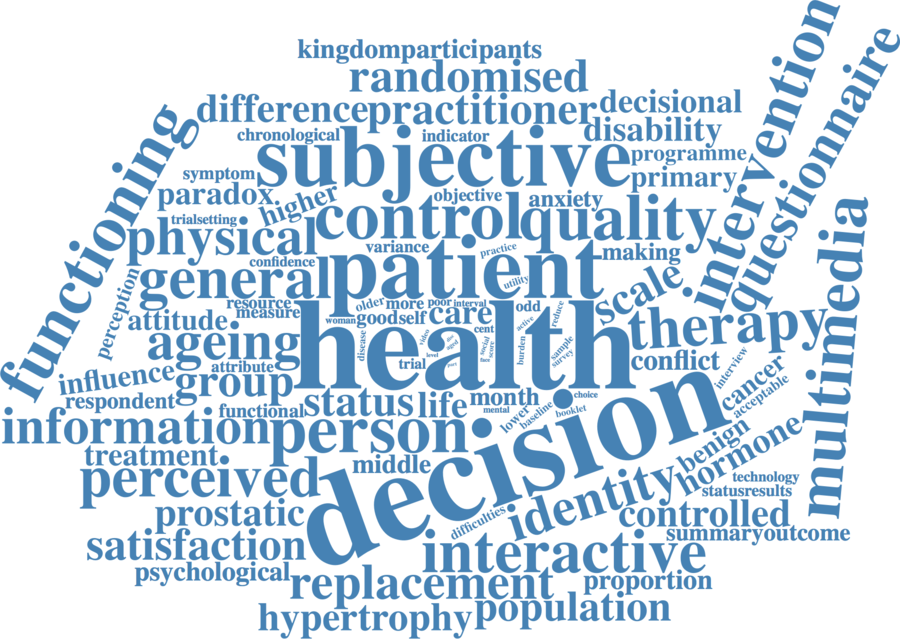 kingdomparticipants
randomised
differencepractitioner
decisional
chronological
indicator
disability
intervention
questionnaire
functioning
subjective
programme
symptom
primary
paradox
higher
objective
anxiety
trialsetting
controlquality
physical
variance
practice
making
confidence
patient
utility
general
perception
resource
measure
older
more
poor
interval
odd
reduce
scale
multimedia
attitude
woman
goodself
care
cent
active
therapy
ageing
disease
video
health
social
score
burden
sample
survey
level
trial
conflict
interview
influence
attribute
group
respondent
functional
status
life
month
choice
mental
lower
baseline
booklet
cancer
acceptable
information
person
decision
benign
hormone
treatment
middle
perceived
identity
technology
statusresults
prostatic
difficulties
controlled
summaryoutcome
satisfaction
interactive
psychological
replacement
proportion
hypertrophy
population